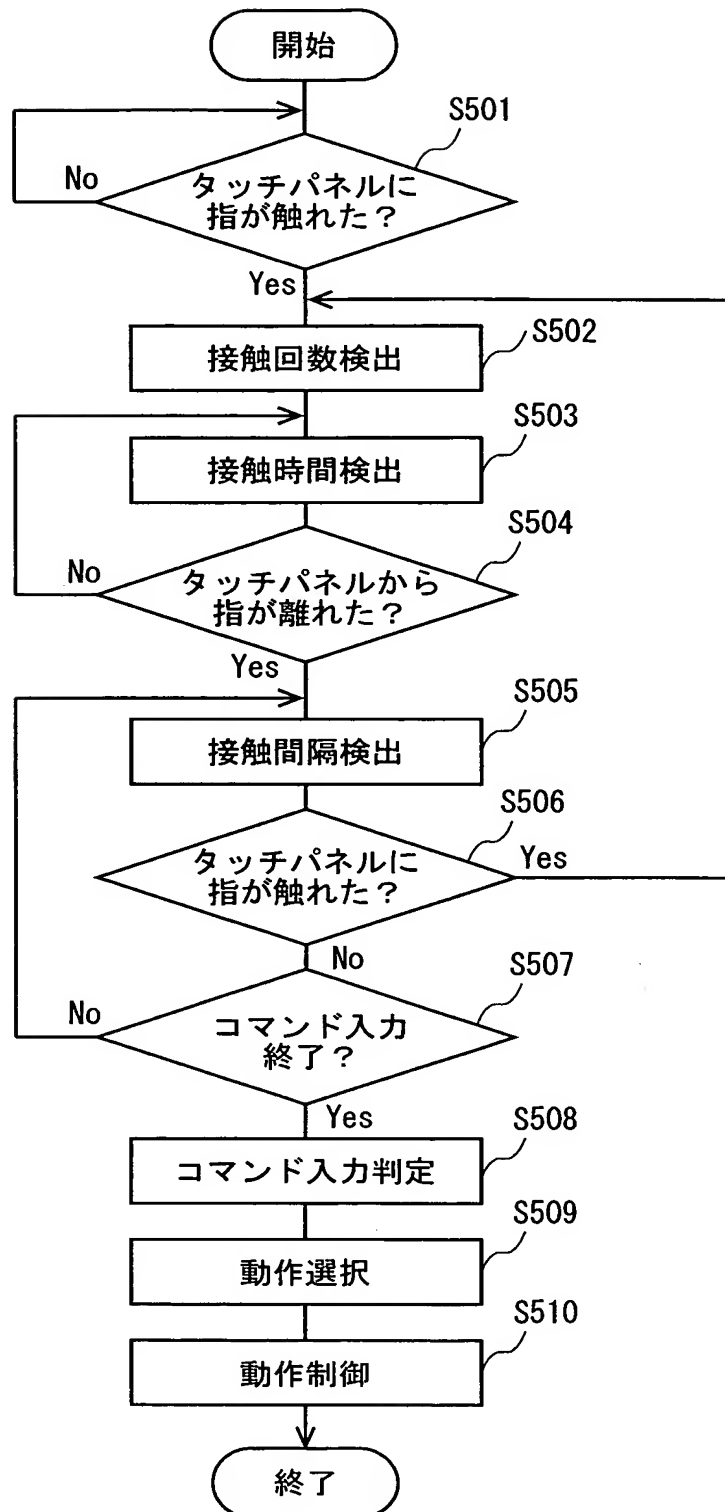 開始
S501
No
タッチパネルに
指が触れた?
Yes
S502
接触回数検出
S503
接触時間検出
S504
No
タッチパネルから
指が離れた?
Yes
S505
接触間隔検出
S506
タッチパネルに
指が触れた?
Yes
No
S507
No
コマンド入力
終了?
Yes
S508
コマンド入力判定
S509
動作選択
S510
動作制御
終了